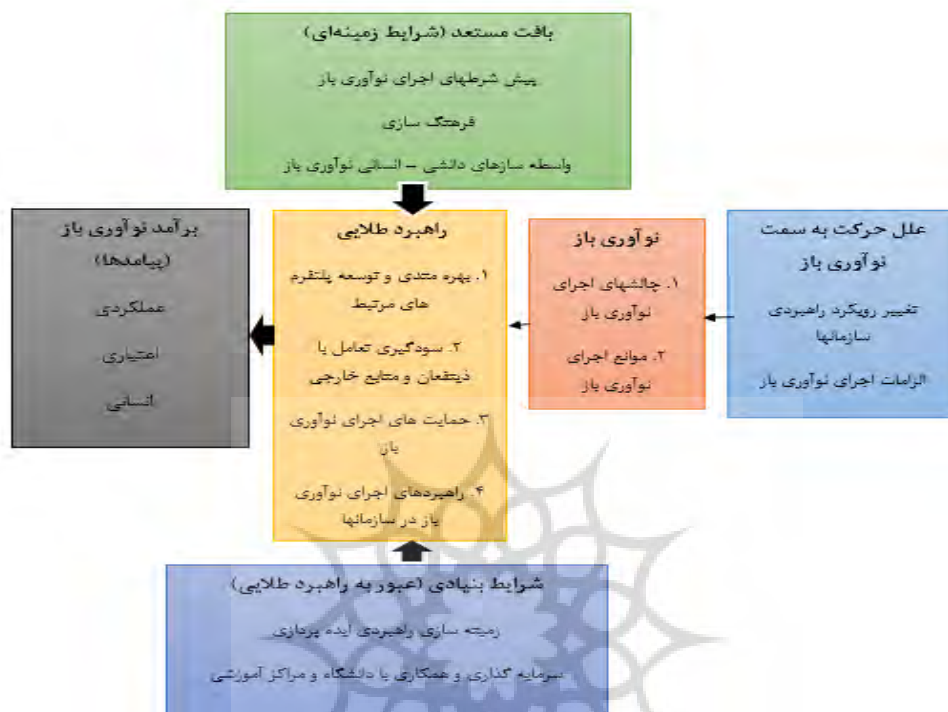 بافت مستعد (شرایط زمینه‌ای)
پیش شرطهای اجرای نوآوری باز
فرهنگ سازی
واسطه سازهای دانشی – انسانی نوآوری باز
علل حرکت به سمت
نوآوری باز
تغییر رویکرد راهبردی
سازمانها
الزامات اجرای نوآوری باز
نوآوری باز
۱. چالشهای اجرای
نوآوری باز
۲. موانع اجرای
نوآوری باز
راهبرد طلایی
۱. بهره مندی و توسعه پلتفرم
های مرتبط
۲. سودگیری تعامل با
ذینفعان و منابع خارجی
۳. حمایت های اجرای نوآوری
باز:
۴. راهبردهای اجرای نوآوری
باز در سازمانها
برآمد نوآوری باز
(پیامدها)
عملکردی
اعتباری
انسانی
شرایط بنیادی (عبور به راهبرد طلایی)
زمینه سازی راهبردی ایده پردازی
سرمایه گذاری و همکاری با دانشگاه و مراکز آموزشی